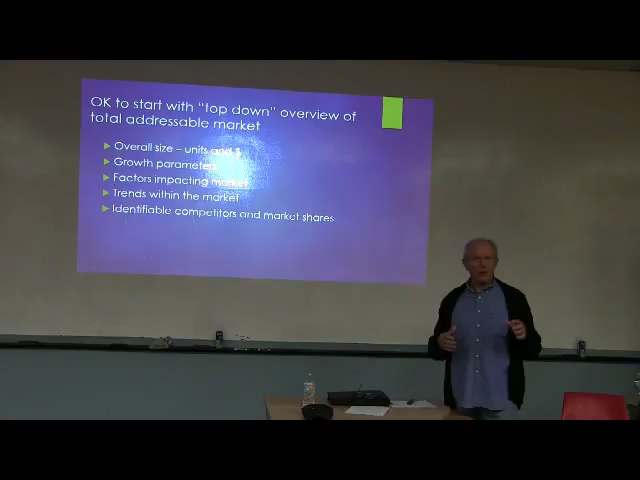 OK to start with “top down” overview of
total addressable market
Overall size – units and $
Growth parameters
Factors impacting market
Trends within the market
Identifiable competitors and market shares